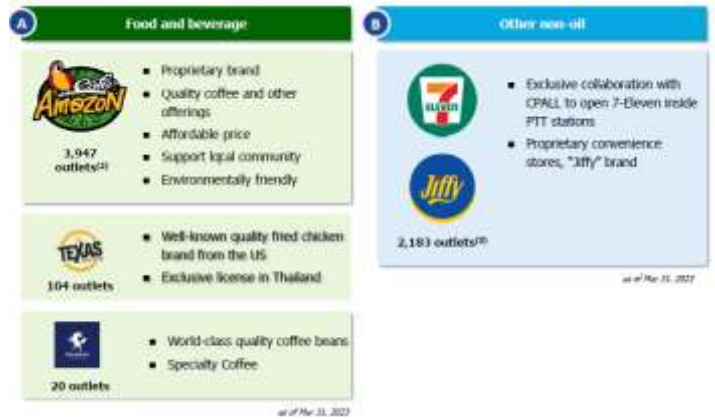 A
Food and beverage
Café
Amazon
3,947
outlets(2)
■ Proprietary brand
■ Quality coffee and other
offerings
■ Affordable price
■ Support local community
■ Environmentally friendly
TEXAS
104 outlets
■ Well-known quality fried chicken
brand from the US
■ Exclusive license in Thailand
20 outlets
■ World-class quality coffee beans
■ Specialty Coffee
as of Mar 31, 2023
B
Other non-oil
7
ELEVEN
Jiffy
2,183 outlets(3)
■ Exclusive collaboration with
CPALL to open 7-Eleven inside
PTT stations
■ Proprietary convenience
stores, "Jiffy" brand
as of Mar 31, 2023